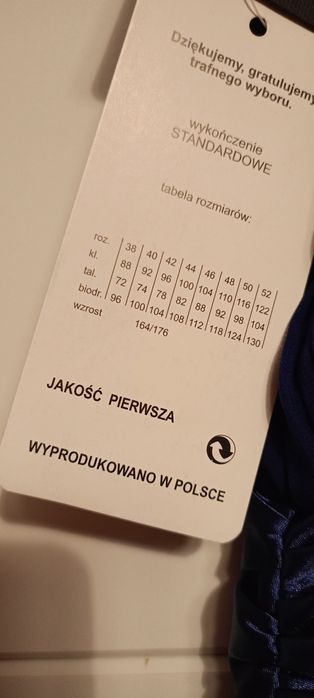 Dziękujemy, gratulujemy
trafnego wyboru.
wykończenie
STANDARDOWE
tabela rozmiarów:
roz. 38 40 42 44 46 48 50 52
kl. 88 92 96 100 104 110 116 122
tal. 72 74 78 82 88 92 98 104
biodr. 96 100 104 108 112 118 124 130
wzrost 164/176
JAKOŚĆ PIERWSZA
WYPRODUKOWANO W POLSCE